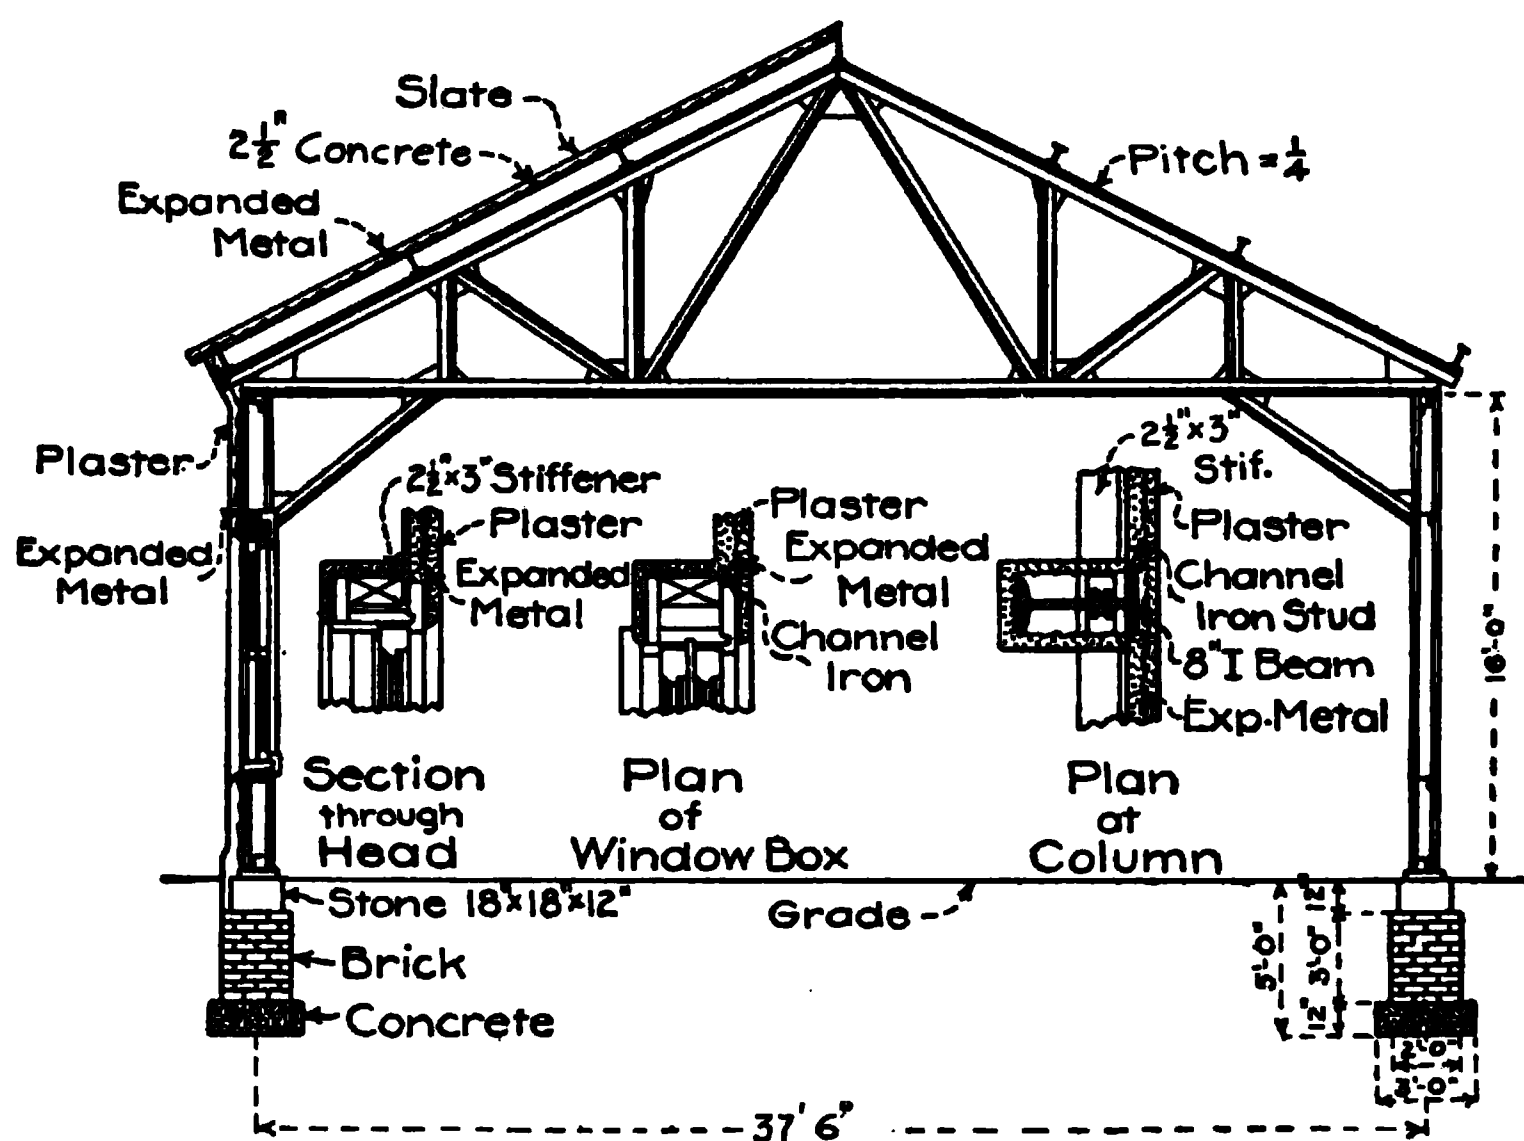 Slate
2½" Concrete
Expanded
Metal
Pitch = ¼
Plaster
Expanded
Metal
2½"x3" Stiffener
Plaster
Expanded
Metal
Plaster
Expanded
Metal
Channel
Iron
2½"x3"
Stif.
Plaster
Channel
Iron Stud
8" I Beam
Exp. Metal
16'-0"
Section
through
Head
Plan
of
Window Box
Plan
at
Column
Stone 18"x18"x12"
Grade
Brick
Concrete
12"
5'-0"
3'-0"
12"
2'-0"
3'-0"
37' 6"